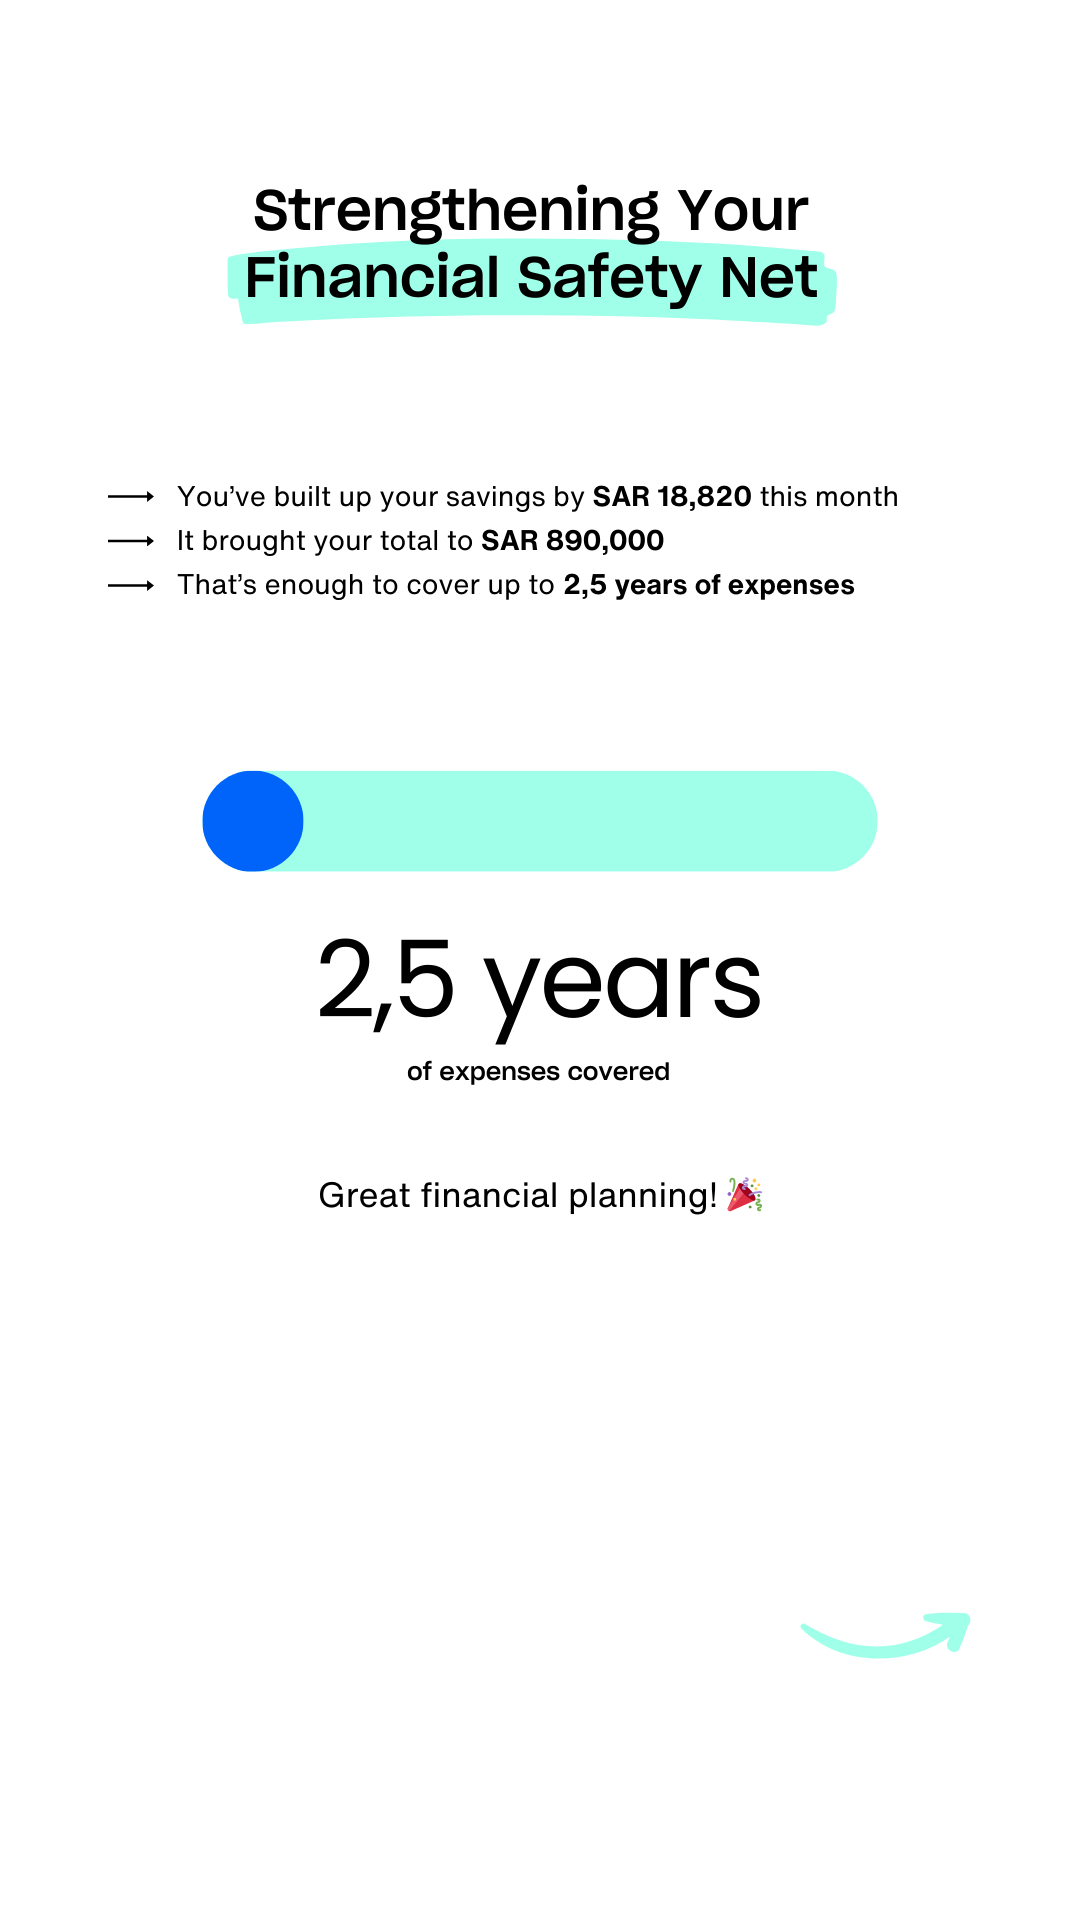 Strengthening Your
Financial Safety Net
You’ve built up your savings by SAR 18,820 this month
It brought your total to SAR 890,000
That’s enough to cover up to 2,5 years of expenses
2,5 years
of expenses covered
Great financial planning! 🎉